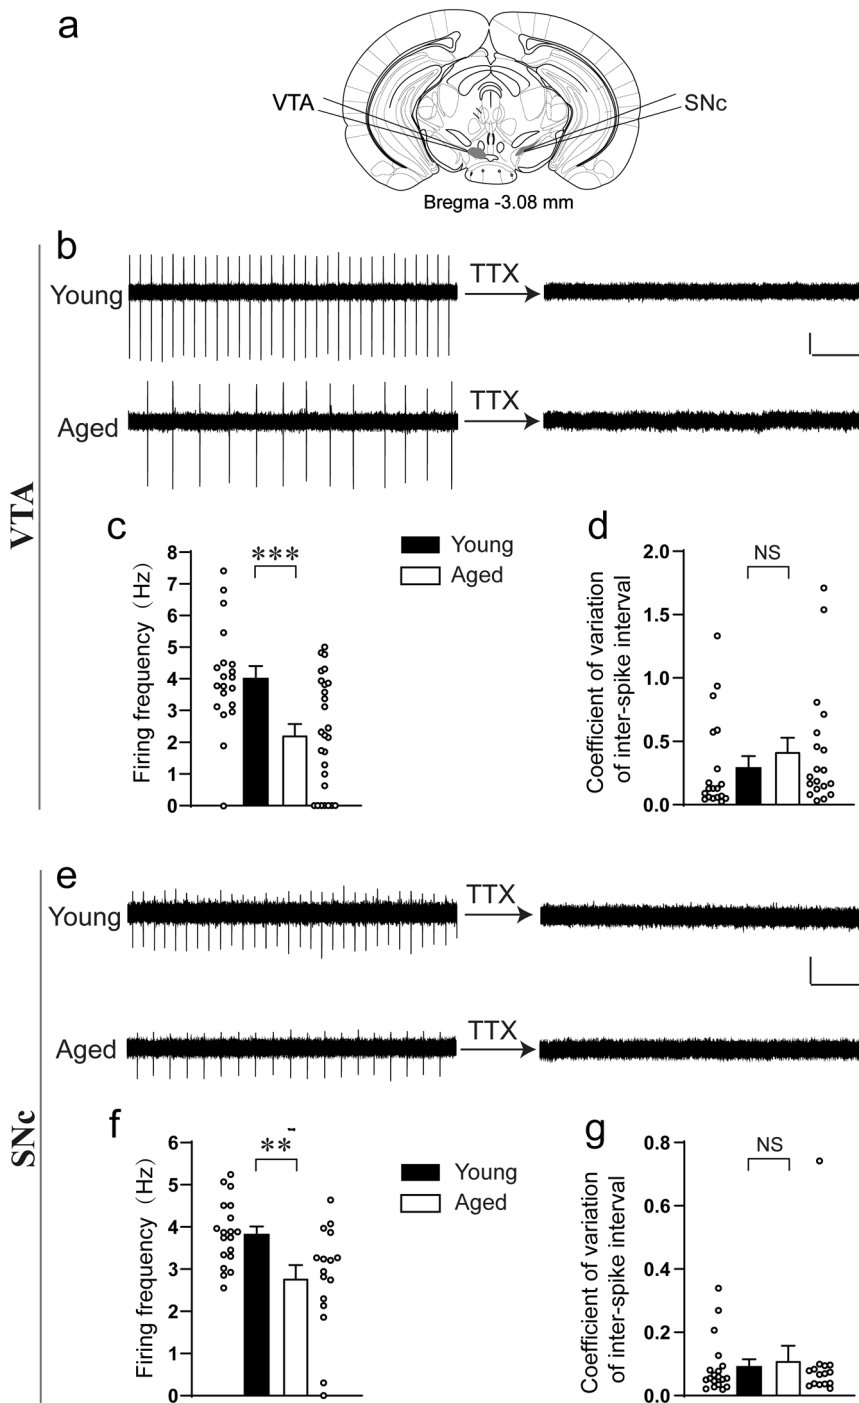 a
VTA
SNc
Bregma -3.08 mm
VTA
b
Young
TTX
Aged
TTX
c
Firing frequency (Hz)
8
7
6
5
4
3
2
1
0
***
Young
Aged
d
Coefficient of variation
of inter-spike interval
2.0
1.5
1.0
0.5
0.0
NS
SNc
e
Young
TTX
Aged
TTX
f
Firing frequency (Hz)
6
5
4
3
2
1
0
**
Young
Aged
g
Coefficient of variation
of inter-spike interval
0.8
0.6
0.4
0.2
0.0
NS